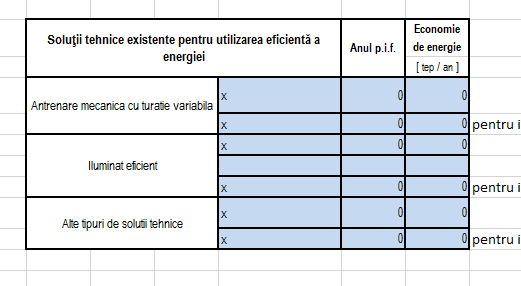 Soluţii tehnice existente pentru utilizarea eficientă a energiei Anul p.i.f. Economie de energie
[ tep / an ]
Antrenare mecanica cu turatie variabila x 0 0
x 0 0 pentru i
Iluminat eficient x 0 0
x 0 0 pentru i
Alte tipuri de solutii tehnice x 0 0
x 0 0 pentru i